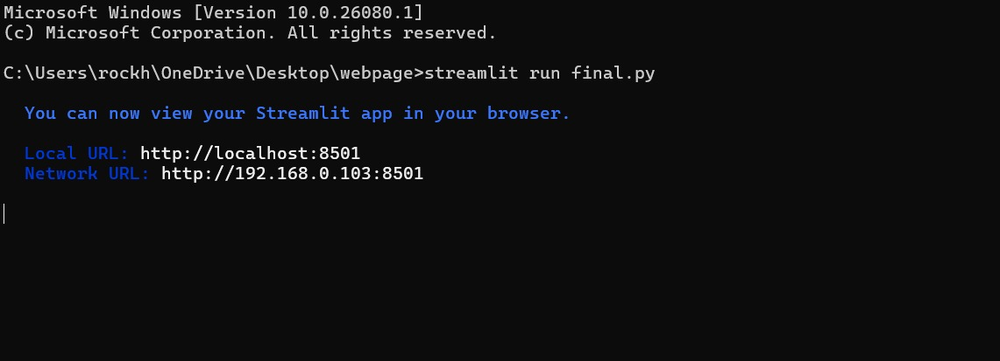 Microsoft Windows [Version 10.0.26080.1]
(c) Microsoft Corporation. All rights reserved.
C:\Users\rockh\OneDrive\Desktop\webpage>streamlit run final.py
You can now view your Streamlit app in your browser.
Local URL: http://localhost:8501
Network URL: http://192.168.0.103:8501